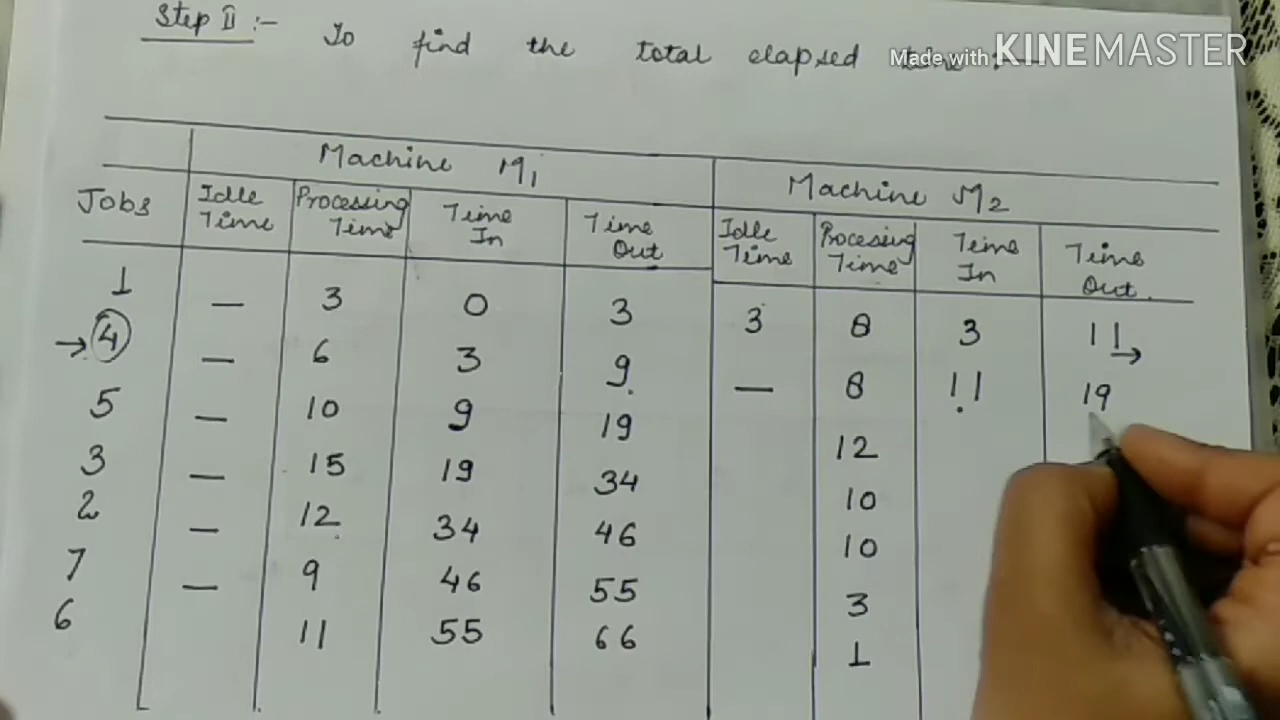 Step II :- To find the total elapsed time :-
Made with KINEMASTER
Machine M1 Machine M2
Jobs Idle Time Processing Time Time In Time Out Idle Time Processing Time Time In Time Out.
1 — 3 0 3 3 8 3 11
→ 4 — 6 3 9 — 8 11 19
5 — 10 9 19 12
3 — 15 19 34 10
2 — 12 34 46 10
7 — 9 46 55 3
6 11 55 66 1